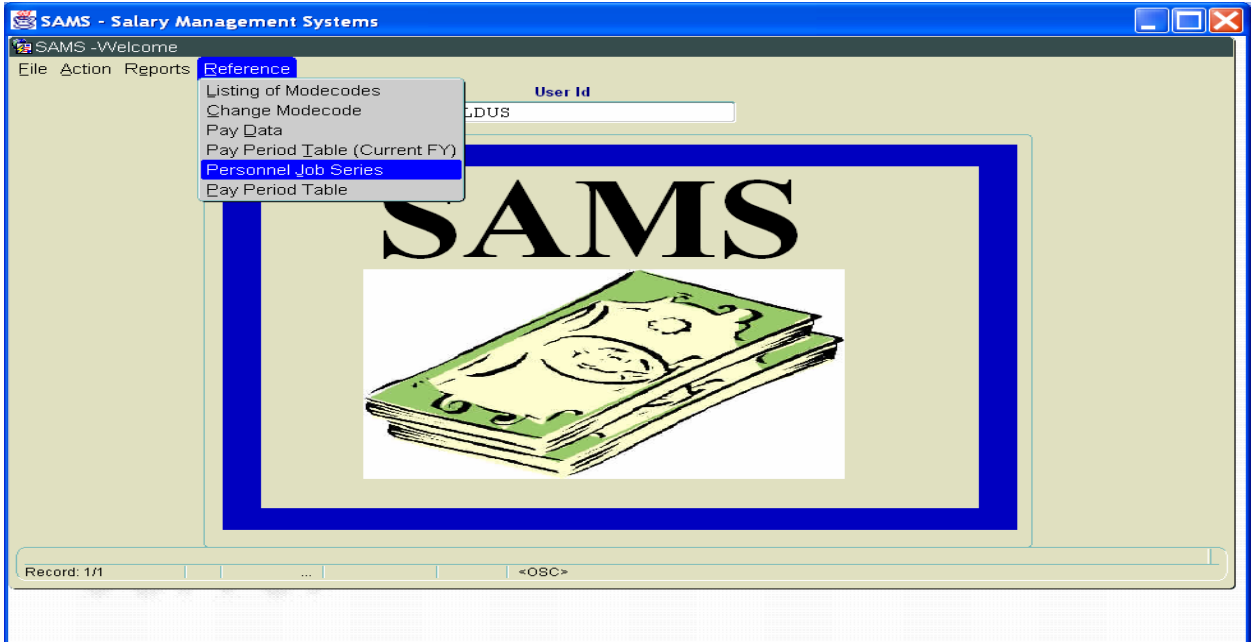 SAMS - Salary Management Systems
SAMS -Welcome
File Action Reports Reference
Listing of Modecodes
Change Modecode
Pay Data
Pay Period Table (Current FY)
Personnel Job Series
Pay Period Table
User Id
LDUS
SAMS
Record: 1/1 ... <OSC>